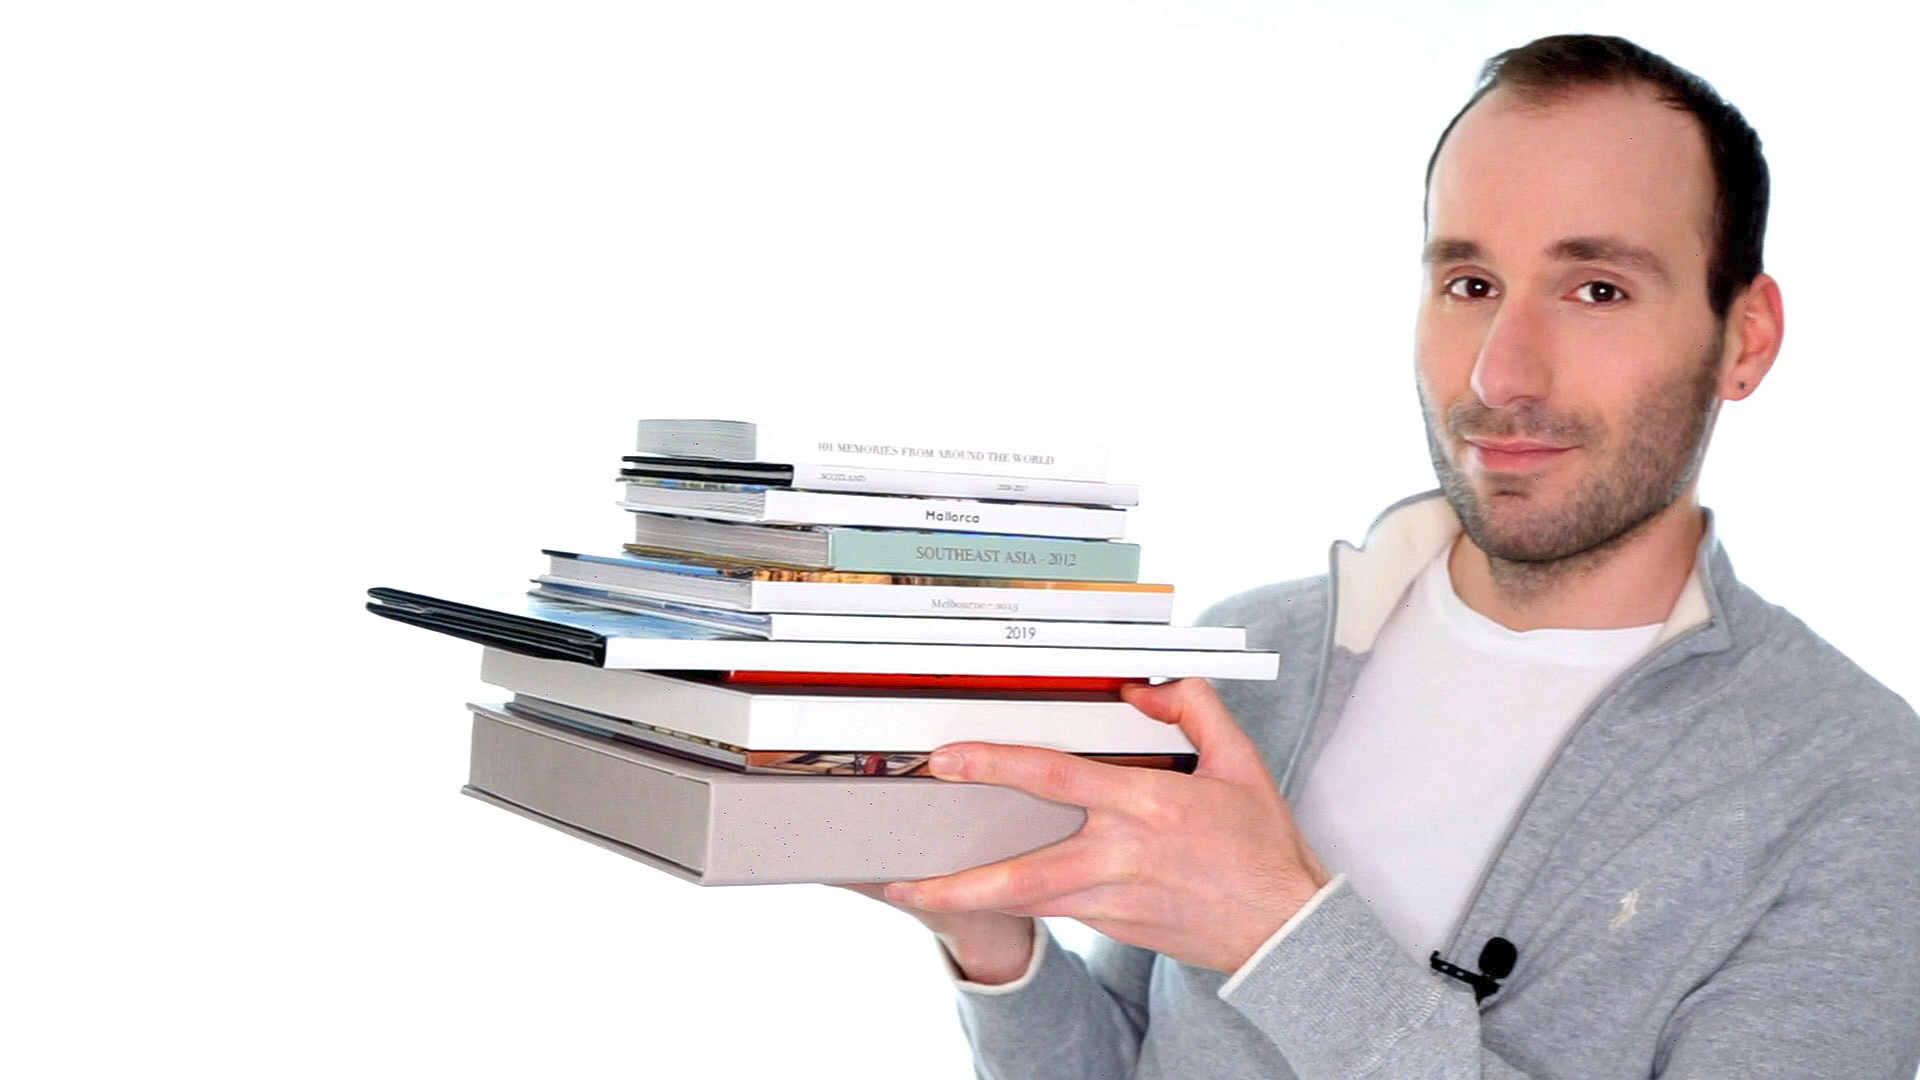 101 MEMORIES FROM AROUND THE WORLD
SCOTLAND
Mallorca
SOUTHEAST ASIA - 2012
Melbourne - 2015
2019